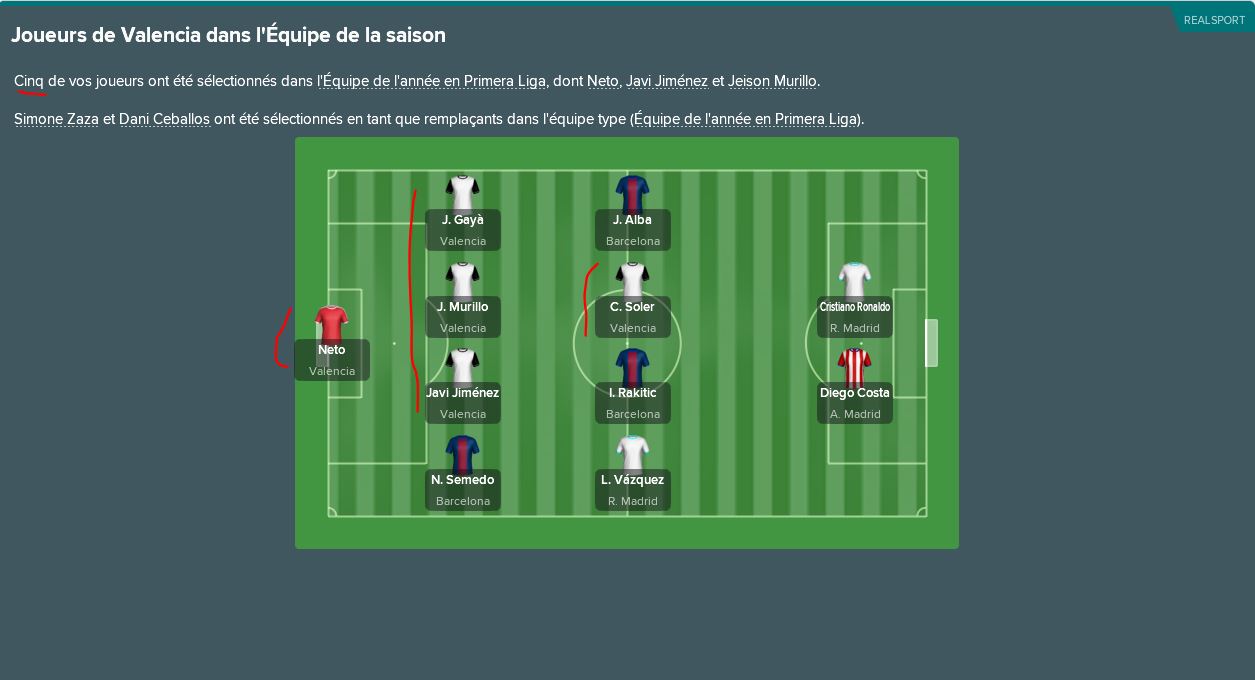 REALSPORT
Joueurs de Valencia dans l'Équipe de la saison
Cinq de vos joueurs ont été sélectionnés dans l'Équipe de l'année en Primera Liga, dont Neto, Javi Jiménez et Jeison Murillo.
Simone Zaza et Dani Ceballos ont été sélectionnés en tant que remplaçants dans l'équipe type (Équipe de l'année en Primera Liga).
J. Gayà
Valencia
J. Alba
Barcelona
J. Murillo
Valencia
C. Soler
Valencia
Cristiano Ronaldo
R. Madrid
Neto
Valencia
Javi Jiménez
Valencia
I. Rakitic
Barcelona
Diego Costa
A. Madrid
N. Semedo
Barcelona
L. Vázquez
R. Madrid